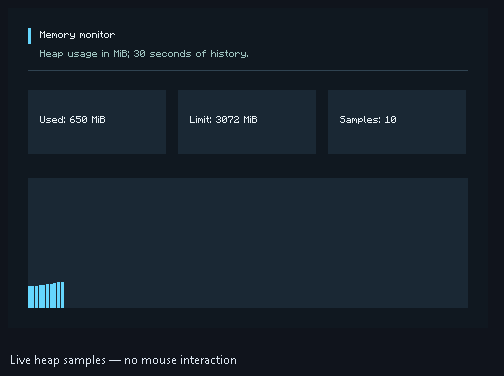 Memory monitor
Heap usage in MiB; 30 seconds of history.
Used: 650 MiB
Limit: 3072 MiB
Samples: 10
Live heap samples — no mouse interaction